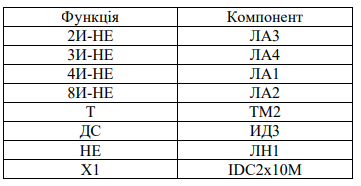 Функція Компонент
2И-НЕ ЛА3
3И-НЕ ЛА4
4И-НЕ ЛА1
8И-НЕ ЛА2
Т ТМ2
ДС ИД3
НЕ ЛН1
Х1 IDC2x10M